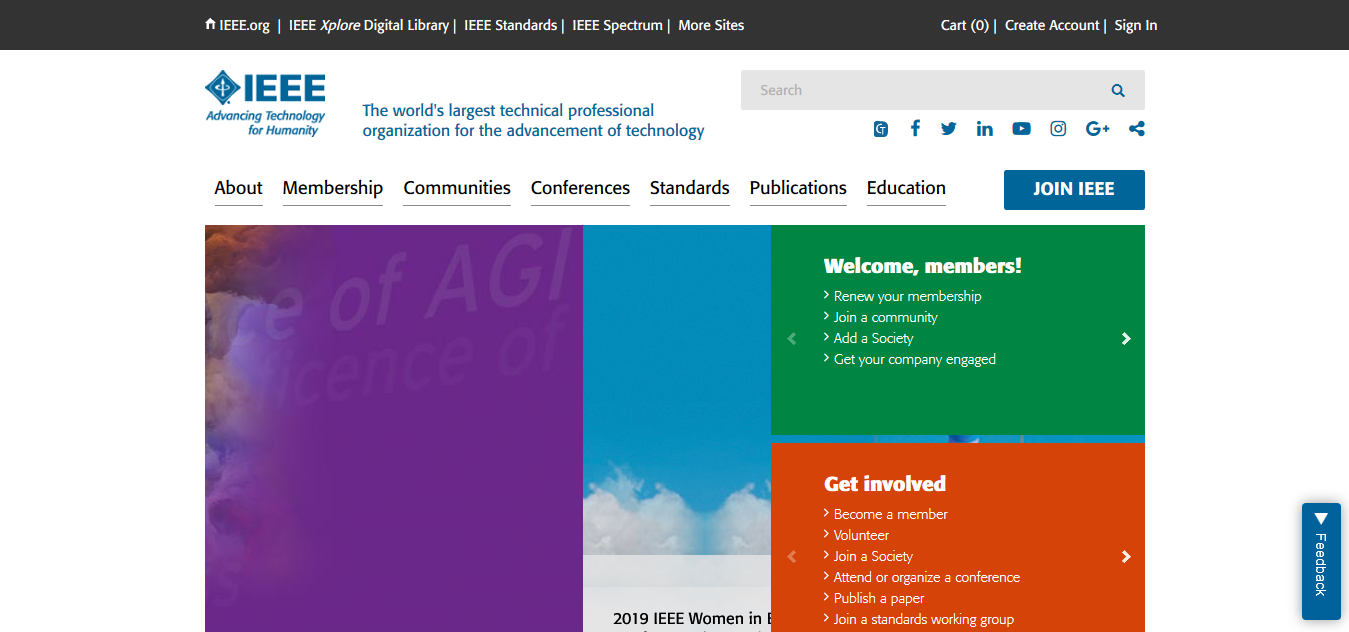 IEEE.org | IEEE Xplore Digital Library | IEEE Standards | IEEE Spectrum | More Sites
Cart (0) | Create Account | Sign In
IEEE
Advancing Technology
for Humanity
The world's largest technical professional
organization for the advancement of technology
Search
About Membership Communities Conferences Standards Publications Education
JOIN IEEE
of AGI
ficence of
Welcome, members!
Renew your membership
Join a community
Add a Society
Get your company engaged
Get involved
Become a member
Volunteer
Join a Society
Attend or organize a conference
Publish a paper
Join a standards working group
2019 IEEE Women in
Feedback